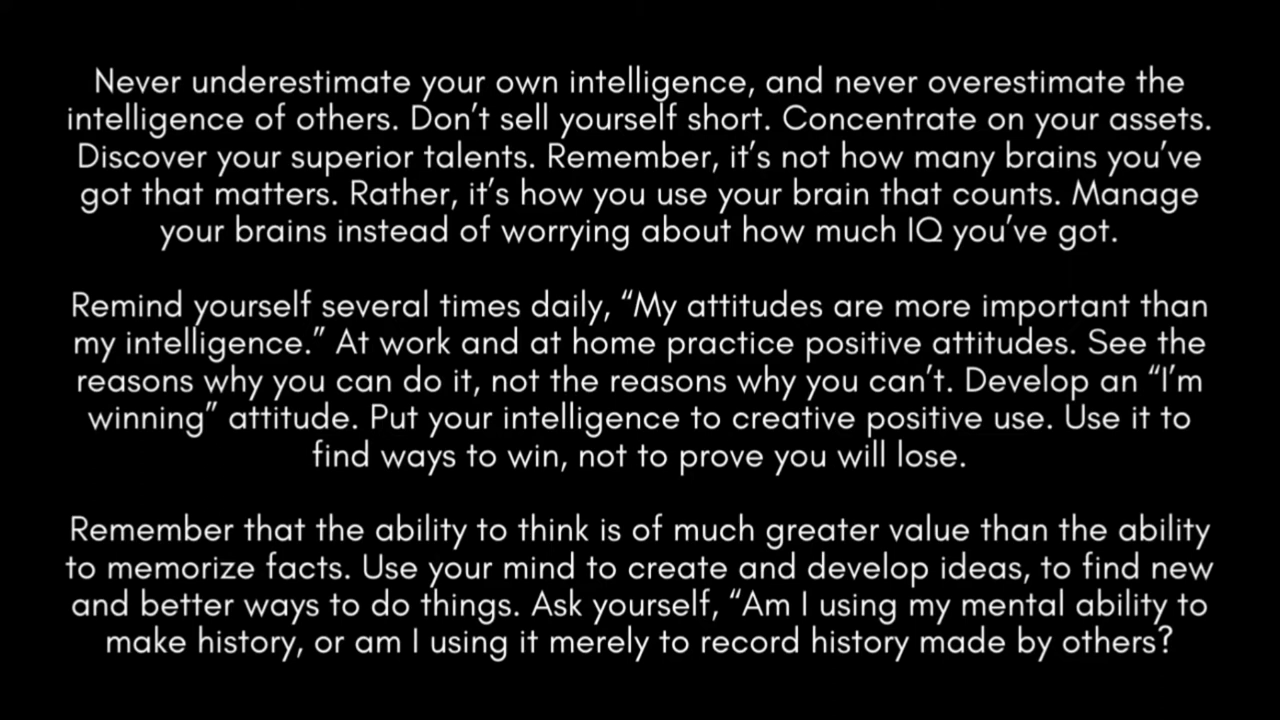 Never underestimate your own intelligence, and never overestimate the
intelligence of others. Don’t sell yourself short. Concentrate on your assets.
Discover your superior talents. Remember, it’s not how many brains you’ve
got that matters. Rather, it’s how you use your brain that counts. Manage
your brains instead of worrying about how much IQ you’ve got.
Remind yourself several times daily, “My attitudes are more important than
my intelligence.” At work and at home practice positive attitudes. See the
reasons why you can do it, not the reasons why you can’t. Develop an “I’m
winning” attitude. Put your intelligence to creative positive use. Use it to
find ways to win, not to prove you will lose.
Remember that the ability to think is of much greater value than the ability
to memorize facts. Use your mind to create and develop ideas, to find new
and better ways to do things. Ask yourself, “Am I using my mental ability to
make history, or am I using it merely to record history made by others?